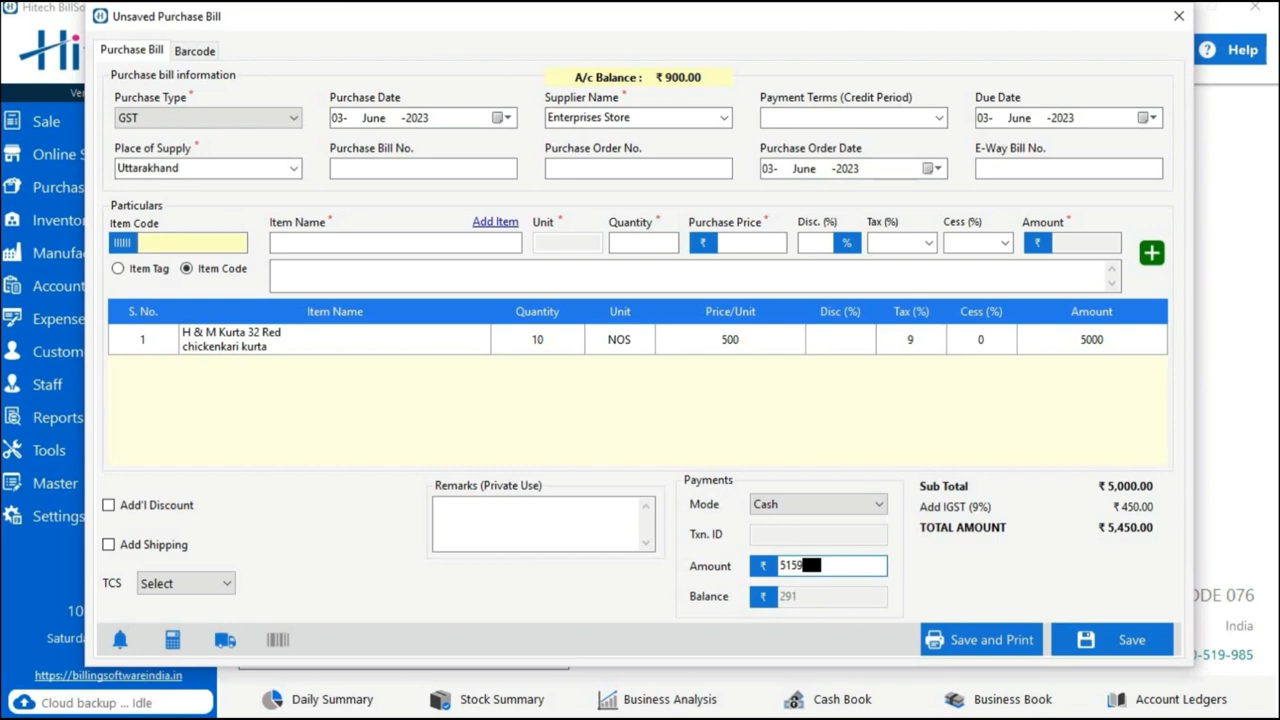 Hitech BillSo
Unsaved Purchase Bill
Hi
Help
Purchase Bill
Barcode
Ver
Purchase bill information
A/c Balance : ₹ 900.00
Purchase Type *
Purchase Date
Supplier Name *
Payment Terms (Credit Period)
Due Date
GST
03- June -2023
Enterprises Store
03- June -2023
Place of Supply *
Purchase Bill No.
Purchase Order No.
Purchase Order Date
E-Way Bill No.
Uttarakhand
03- June -2023
Sale
Online S
Purchas
Invento
Manufa
Account
Expense
Custom
Staff
Reports
Tools
Master
Settings
Particulars
Item Code
Item Name *
Add Item
Unit *
Quantity *
Purchase Price *
Disc. (%)
Tax (%)
Cess (%)
Amount *
₹
%
₹
Item Tag
Item Code
S. No.
Item Name
Quantity
Unit
Price/Unit
Disc (%)
Tax (%)
Cess (%)
Amount
1
H & M Kurta 32 Red
chickenkari kurta
10
NOS
500
9
0
5000
Add'l Discount
Add Shipping
TCS
Select
Remarks (Private Use)
Payments
Mode
Cash
Txn. ID
Amount
₹ 5159
Balance
₹ 291
Sub Total ₹ 5,000.00
Add IGST (9%) ₹ 450.00
TOTAL AMOUNT ₹ 5,450.00
10
Saturda
ODE 076
India
0-519-985
Save and Print
Save
https://billingsoftwareindia.in
Cloud backup ... Idle
Daily Summary
Stock Summary
Business Analysis
Cash Book
Business Book
Account Ledgers